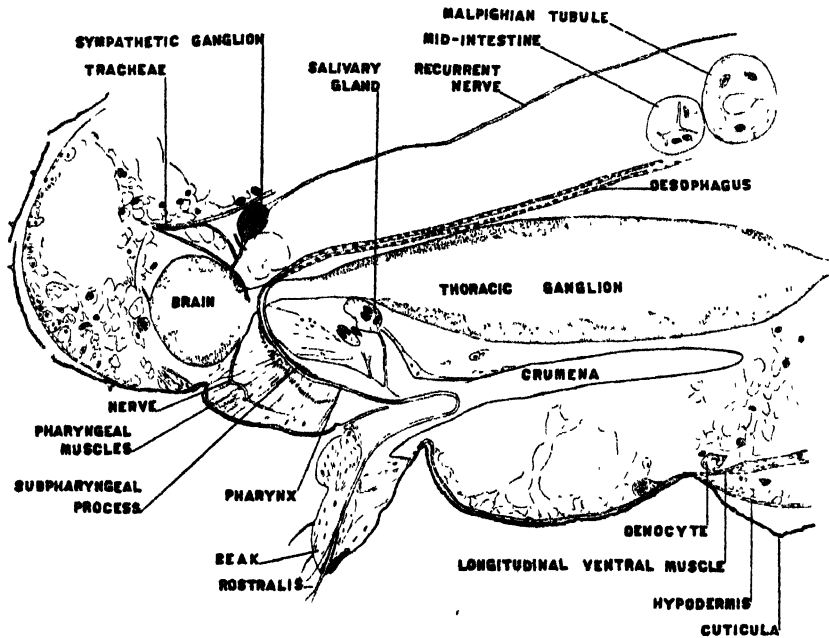 MALPIGHIAN TUBULE
MID-INTESTINE
SYMPATHETIC GANGLION
TRACHEAE
SALIVARY
GLAND
RECURRENT
NERVE
OESOPHAGUS
THORACIC GANGLION
BRAIN
CRUMENA
NERVE
PHARYNGEAL
MUSCLES
SUBPHARYNGEAL
PROCESS
PHARYNX
BEAK
ROSTRALIS
OENOCYTE
LONGITUDINAL VENTRAL MUSCLE
HYPODERMIS
CUTICULA